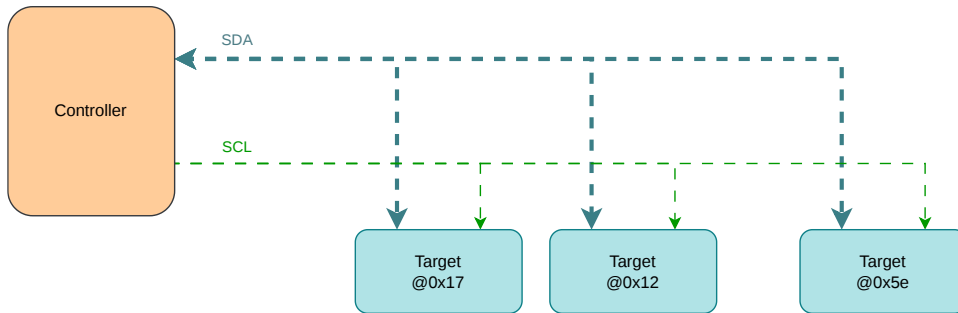 SDA
Controller
SCL
Target
@0x17
Target
@0x12
Target
@0x5e